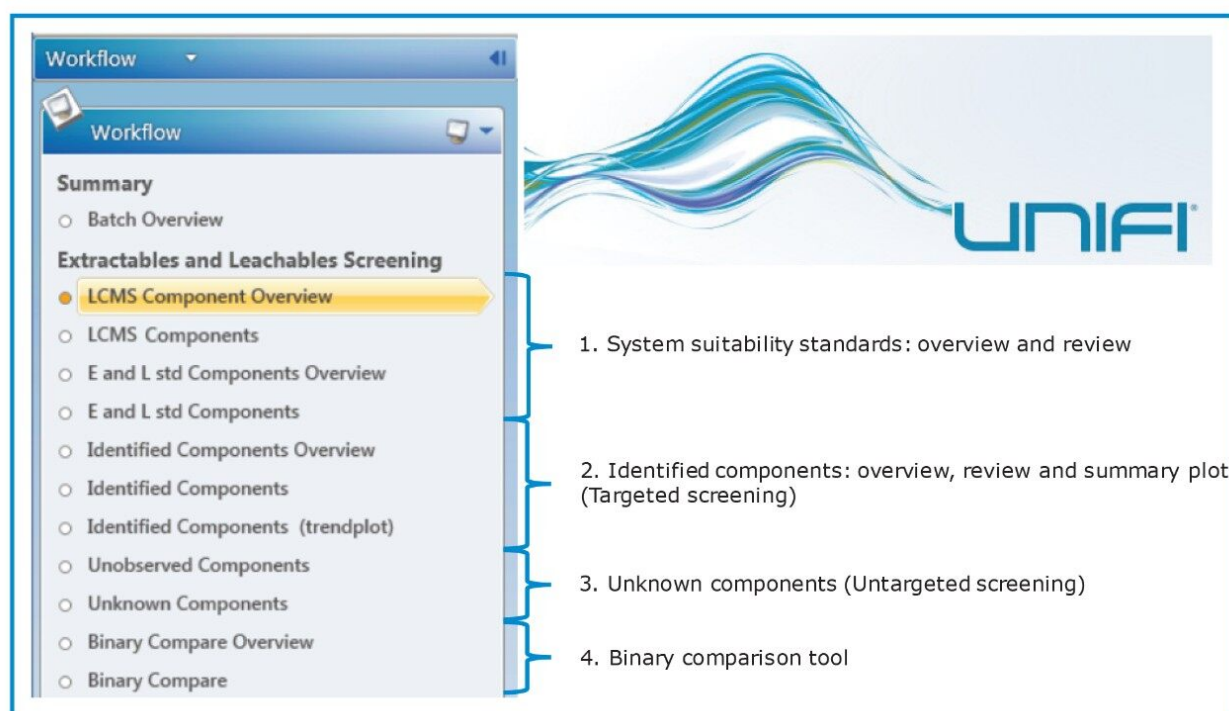 Workflow
Workflow
Summary
Batch Overview
Extractables and Leachables Screening
LCMS Component Overview
LCMS Components
E and L std Components Overview
E and L std Components
Identified Components Overview
Identified Components
Identified Components (trendplot)
Unobserved Components
Unknown Components
Binary Compare Overview
Binary Compare
UNIFI®
1. System suitability standards: overview and review
2. Identified components: overview, review and summary plot
(Targeted screening)
3. Unknown components (Untargeted screening)
4. Binary comparison tool